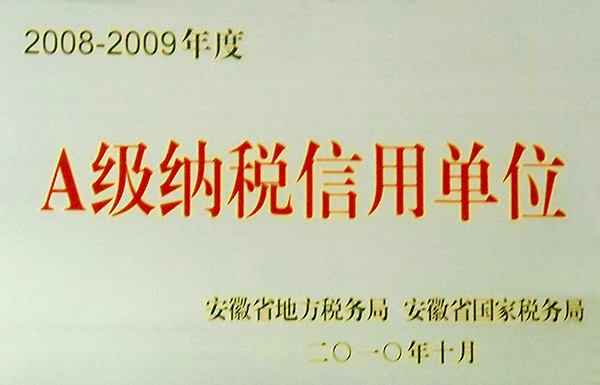 2008-2009年度
A级纳税信用单位
安徽省地方税务局 安徽省国家税务局
二〇一〇年十月